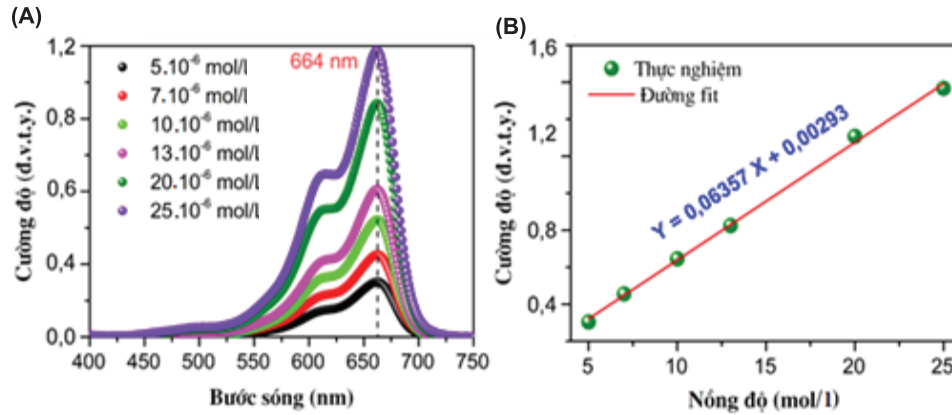 (A)
Cường độ (đ.v.t.y.)
1,2
0,8
0,6
0,4
0,0
400 450 500 550 600 650 700 750
Bước sóng (nm)
664 nm
5.10⁻⁶ mol/l
7.10⁻⁶ mol/l
10.10⁻⁶ mol/l
13.10⁻⁶ mol/l
20.10⁻⁶ mol/l
25.10⁻⁶ mol/l
(B)
Cường độ (d.v.t.y.)
1,6
1,2
0,8
0,4
5 10 15 20 25
Nồng độ (mol/l)
Thực nghiệm
Đường fit
Y = 0,06357 X + 0,00293